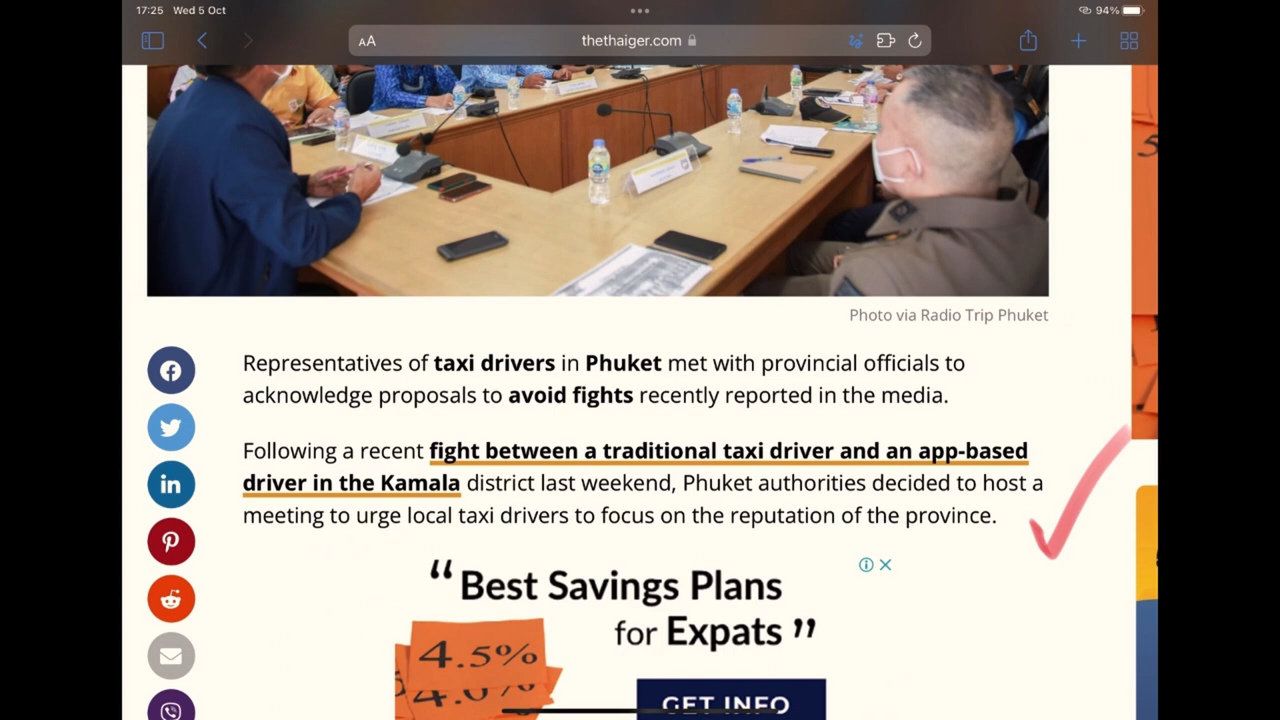 17:25 Wed 5 Oct
94%
AA
thethaiger.com
Photo via Radio Trip Phuket
Representatives of taxi drivers in Phuket met with provincial officials to
acknowledge proposals to avoid fights recently reported in the media.
Following a recent fight between a traditional taxi driver and an app-based
driver in the Kamala district last weekend, Phuket authorities decided to host a
meeting to urge local taxi drivers to focus on the reputation of the province.
“Best Savings Plans
for Expats”
4.5%
GET INFO